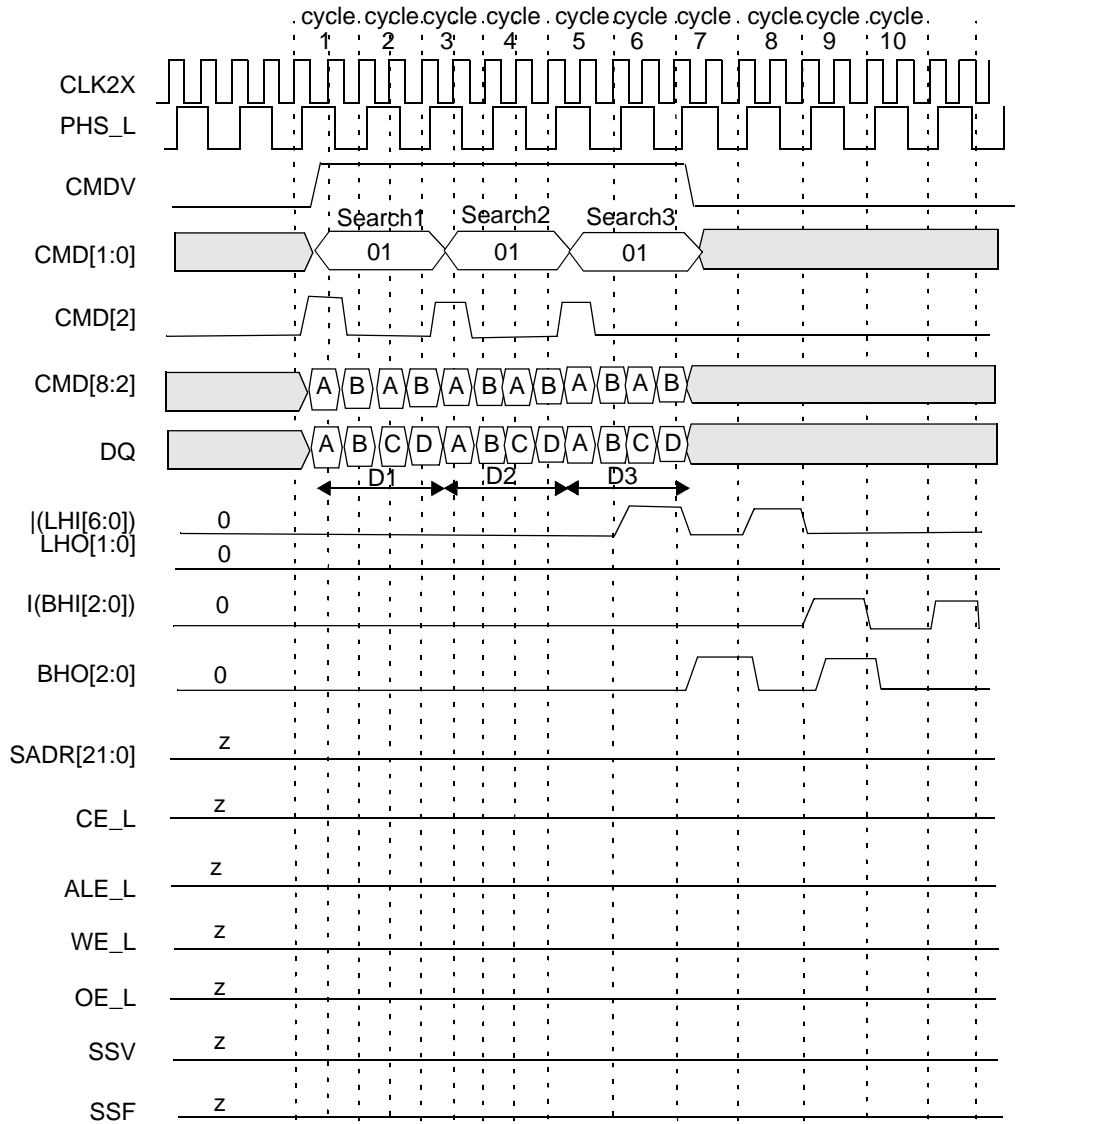 cycle cycle cycle cycle cycle cycle cycle cycle cycle cycle
1 2 3 4 5 6 7 8 9 10
CLK2X
PHS_L
CMDV
Search1 Search2 Search3
CMD[1:0] 01 01 01
CMD[2]
CMD[8:2] A B A B A B A B A B A B
DQ A B C D A B C D A B C D
D1 D2 D3
|(LHI[6:0]) 0
LHO[1:0] 0
I(BHI[2:0]) 0
BHO[2:0] 0
SADR[21:0] z
CE_L z
ALE_L z
WE_L z
OE_L z
SSV z
SSF z